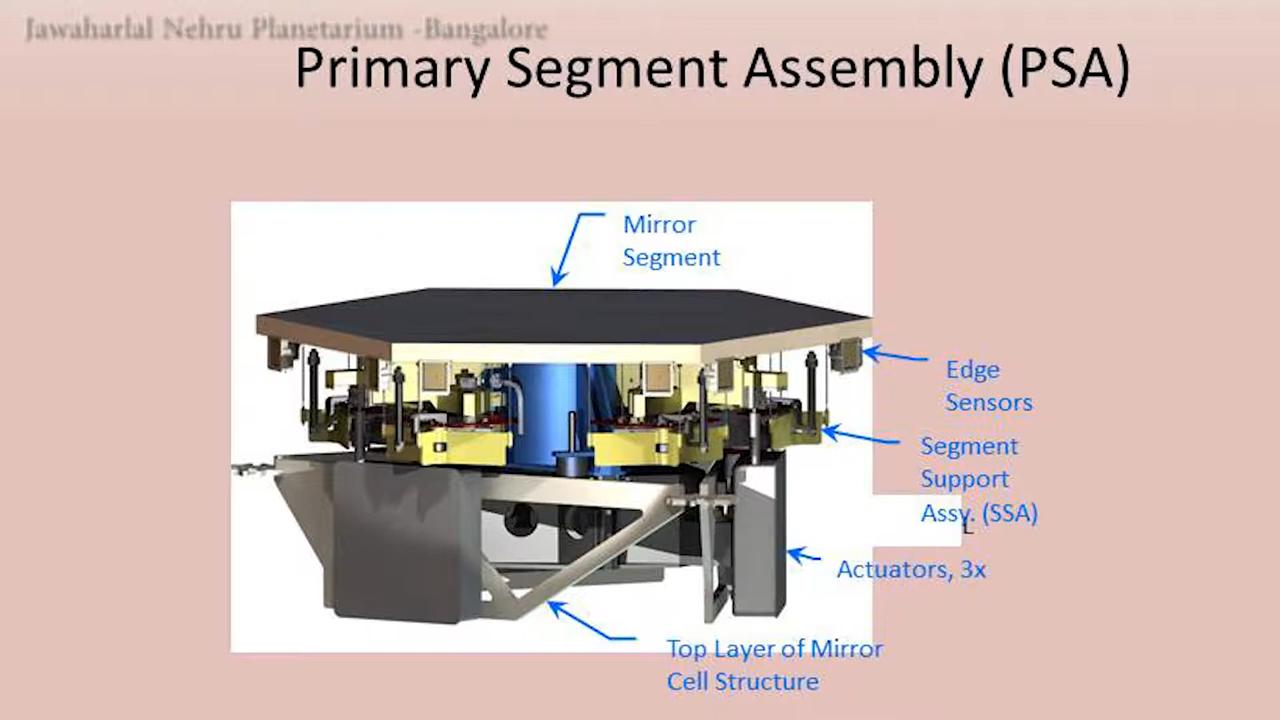 Jawaharlal Nehru Planetarium -Bangalore
Primary Segment Assembly (PSA)
Mirror
Segment
Edge
Sensors
Segment
Support
Assy. (SSA)
Actuators, 3x
Top Layer of Mirror
Cell Structure